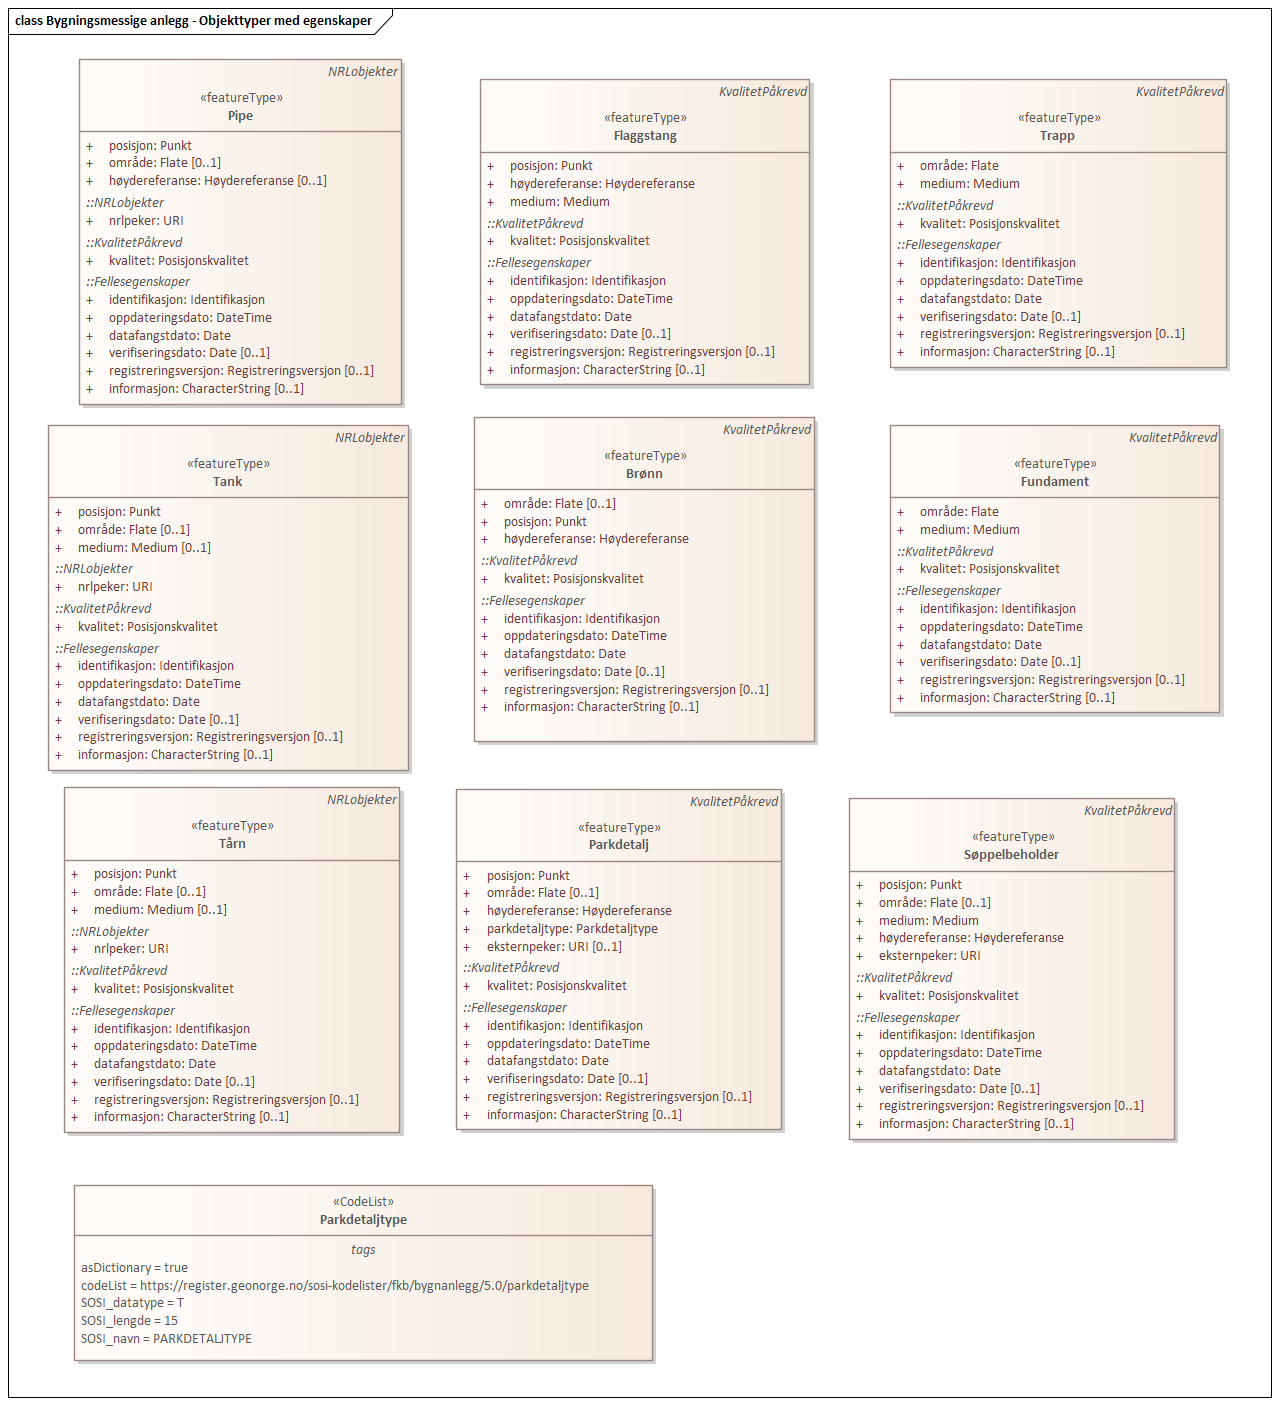 class Bygningsmessige anlegg - Objekttyper med egenskaper
NRLobjekter
«featureType»
Pipe
+ posisjon: Punkt
+ område: Flate [0..1]
+ høydereferanse: Høydereferanse [0..1]
::NRLobjekter
+ nrlpeker: URI
::KvalitetPåkrevd
+ kvalitet: Posisjonskvalitet
::Fellesegenskaper
+ identifikasjon: Identifikasjon
+ oppdateringsdato: DateTime
+ datafangstdato: Date
+ verifiseringsdato: Date [0..1]
+ registreringsversjon: Registreringsversjon [0..1]
+ informasjon: CharacterString [0..1]
KvalitetPåkrevd
«featureType»
Flaggstang
+ posisjon: Punkt
+ høydereferanse: Høydereferanse
+ medium: Medium
::KvalitetPåkrevd
+ kvalitet: Posisjonskvalitet
::Fellesegenskaper
+ identifikasjon: Identifikasjon
+ oppdateringsdato: DateTime
+ datafangstdato: Date
+ verifiseringsdato: Date [0..1]
+ registreringsversjon: Registreringsversjon [0..1]
+ informasjon: CharacterString [0..1]
KvalitetPåkrevd
«featureType»
Trapp
+ område: Flate
+ medium: Medium
::KvalitetPåkrevd
+ kvalitet: Posisjonskvalitet
::Fellesegenskaper
+ identifikasjon: Identifikasjon
+ oppdateringsdato: DateTime
+ datafangstdato: Date
+ verifiseringsdato: Date [0..1]
+ registreringsversjon: Registreringsversjon [0..1]
+ informasjon: CharacterString [0..1]
NRLobjekter
«featureType»
Tank
+ posisjon: Punkt
+ område: Flate [0..1]
+ medium: Medium [0..1]
::NRLobjekter
+ nrlpeker: URI
::KvalitetPåkrevd
+ kvalitet: Posisjonskvalitet
::Fellesegenskaper
+ identifikasjon: Identifikasjon
+ oppdateringsdato: DateTime
+ datafangstdato: Date
+ verifiseringsdato: Date [0..1]
+ registreringsversjon: Registreringsversjon [0..1]
+ informasjon: CharacterString [0..1]
KvalitetPåkrevd
«featureType»
Brønn
+ område: Flate [0..1]
+ posisjon: Punkt
+ høydereferanse: Høydereferanse
::KvalitetPåkrevd
+ kvalitet: Posisjonskvalitet
::Fellesegenskaper
+ identifikasjon: Identifikasjon
+ oppdateringsdato: DateTime
+ datafangstdato: Date
+ verifiseringsdato: Date [0..1]
+ registreringsversjon: Registreringsversjon [0..1]
+ informasjon: CharacterString [0..1]
KvalitetPåkrevd
«featureType»
Fundament
+ område: Flate
+ medium: Medium
::KvalitetPåkrevd
+ kvalitet: Posisjonskvalitet
::Fellesegenskaper
+ identifikasjon: Identifikasjon
+ oppdateringsdato: DateTime
+ datafangstdato: Date
+ verifiseringsdato: Date [0..1]
+ registreringsversjon: Registreringsversjon [0..1]
+ informasjon: CharacterString [0..1]
NRLobjekter
«featureType»
Tårn
+ posisjon: Punkt
+ område: Flate [0..1]
+ medium: Medium [0..1]
::NRLobjekter
+ nrlpeker: URI
::KvalitetPåkrevd
+ kvalitet: Posisjonskvalitet
::Fellesegenskaper
+ identifikasjon: Identifikasjon
+ oppdateringsdato: DateTime
+ datafangstdato: Date
+ verifiseringsdato: Date [0..1]
+ registreringsversjon: Registreringsversjon [0..1]
+ informasjon: CharacterString [0..1]
KvalitetPåkrevd
«featureType»
Parkdetalj
+ posisjon: Punkt
+ område: Flate [0..1]
+ høydereferanse: Høydereferanse
+ parkdetaljtype: Parkdetaljtype
+ eksternpeker: URI [0..1]
::KvalitetPåkrevd
+ kvalitet: Posisjonskvalitet
::Fellesegenskaper
+ identifikasjon: Identifikasjon
+ oppdateringsdato: DateTime
+ datafangstdato: Date
+ verifiseringsdato: Date [0..1]
+ registreringsversjon: Registreringsversjon [0..1]
+ informasjon: CharacterString [0..1]
KvalitetPåkrevd
«featureType»
Søppelbeholder
+ posisjon: Punkt
+ område: Flate [0..1]
+ medium: Medium
+ høydereferanse: Høydereferanse
+ eksternpeker: URI
::KvalitetPåkrevd
+ kvalitet: Posisjonskvalitet
::Fellesegenskaper
+ identifikasjon: Identifikasjon
+ oppdateringsdato: DateTime
+ datafangstdato: Date
+ verifiseringsdato: Date [0..1]
+ registreringsversjon: Registreringsversjon [0..1]
+ informasjon: CharacterString [0..1]
«CodeList»
Parkdetaljtype
tags
asDictionary = true
codeList = https://register.geonorge.no/sosi-kodelister/fkb/bygnanlegg/5.0/parkdetaljtype
SOSI_datatype = T
SOSI_lengde = 15
SOSI_navn = PARKDETALJTYPE